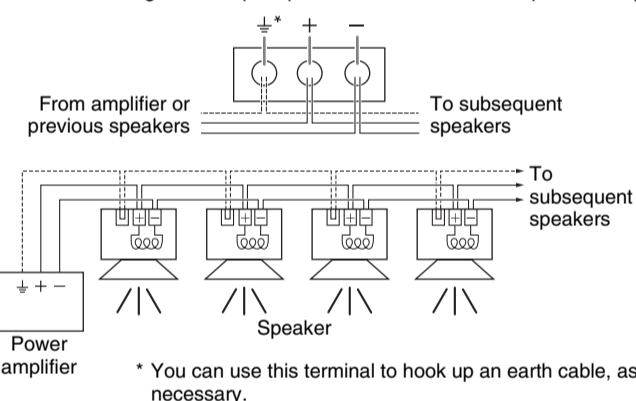 * + −
From amplifier or
previous speakers
To subsequent
speakers
To
subsequent
speakers
+ − + − + − + −
+ −
Speaker
Power
amplifier
* You can use this terminal to hook up an earth cable, as
necessary.